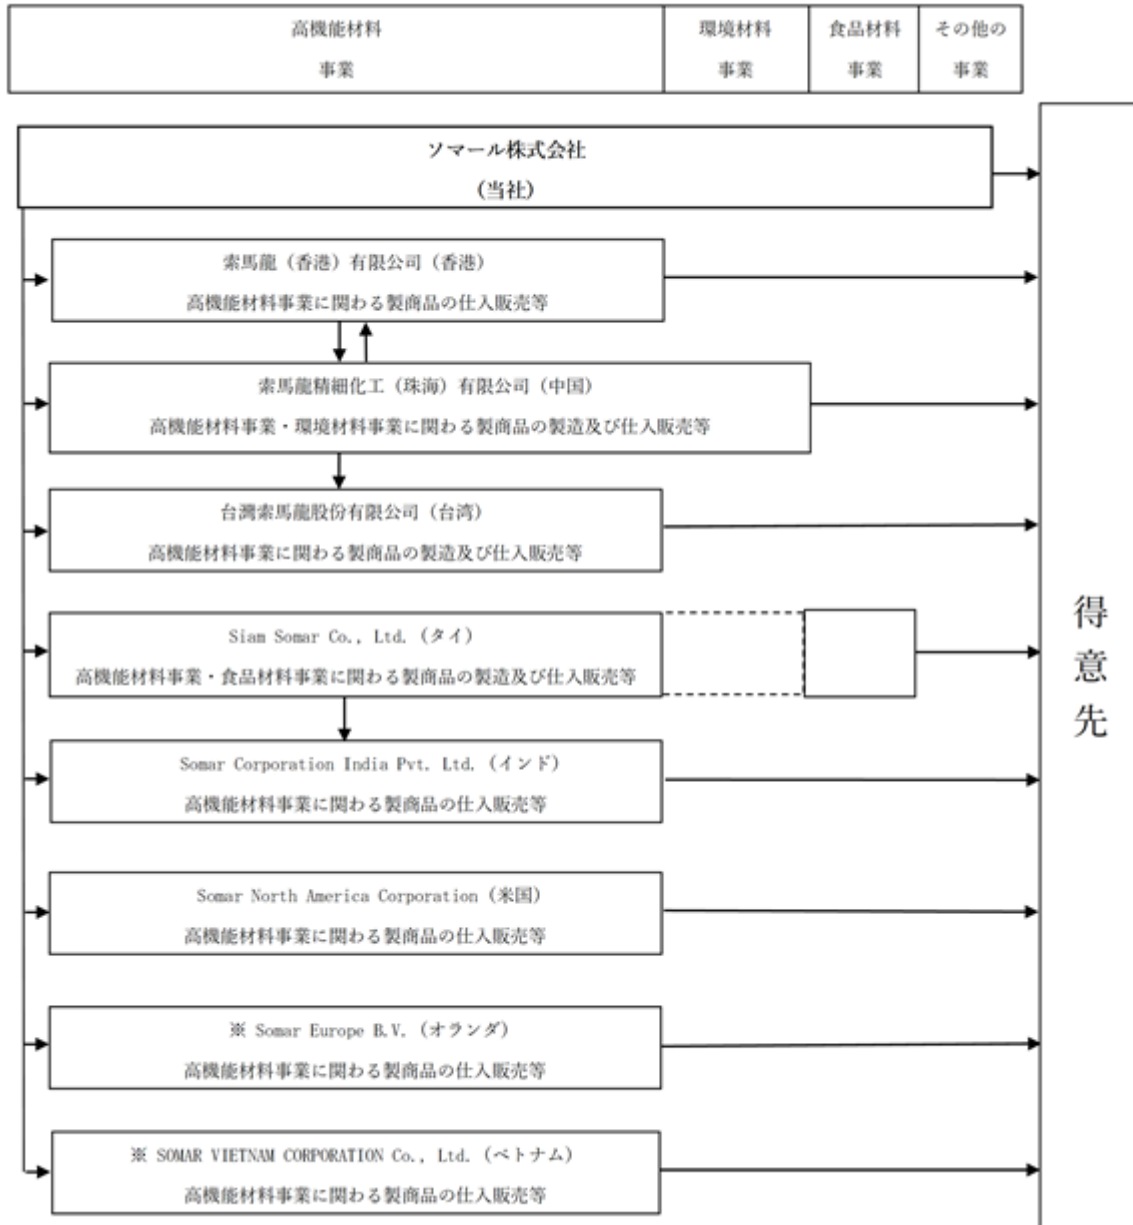 高機能材料
事業
環境材料
事業
食品材料
事業
その他の
事業
ソマール株式会社
(当社)
索馬龍（香港）有限公司（香港）
高機能材料事業に関わる製商品の仕入販売等
索馬龍精細化工（珠海）有限公司（中国）
高機能材料事業・環境材料事業に関わる製商品の製造及び仕入販売等
台灣索馬龍股份有限公司（台湾）
高機能材料事業に関わる製商品の製造及び仕入販売等
Siam Somar Co., Ltd.（タイ）
高機能材料事業・食品材料事業に関わる製商品の製造及び仕入販売等
Somar Corporation India Pvt. Ltd.（インド）
高機能材料事業に関わる製商品の仕入販売等
Somar North America Corporation（米国）
高機能材料事業に関わる製商品の仕入販売等
※ Somar Europe B.V.（オランダ）
高機能材料事業に関わる製商品の仕入販売等
※ SOMAR VIETNAM CORPORATION Co., Ltd.（ベトナム）
高機能材料事業に関わる製商品の仕入販売等
得意先